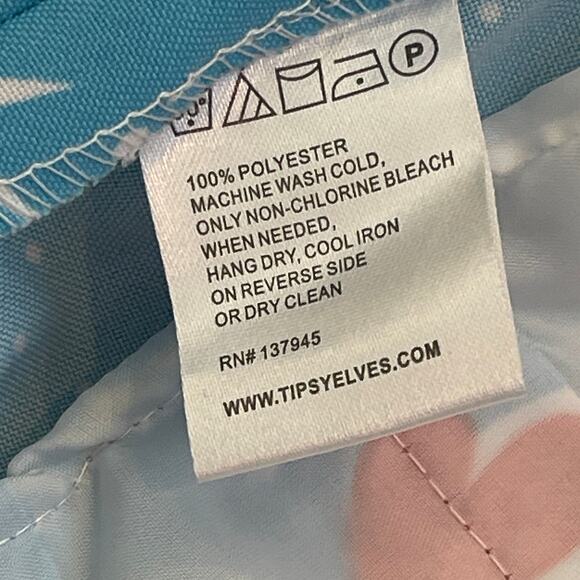 P
100% POLYESTER
MACHINE WASH COLD,
ONLY NON-CHLORINE BLEACH
WHEN NEEDED,
HANG DRY, COOL IRON
ON REVERSE SIDE
OR DRY CLEAN
RN# 137945
WWW.TIPSYELVES.COM